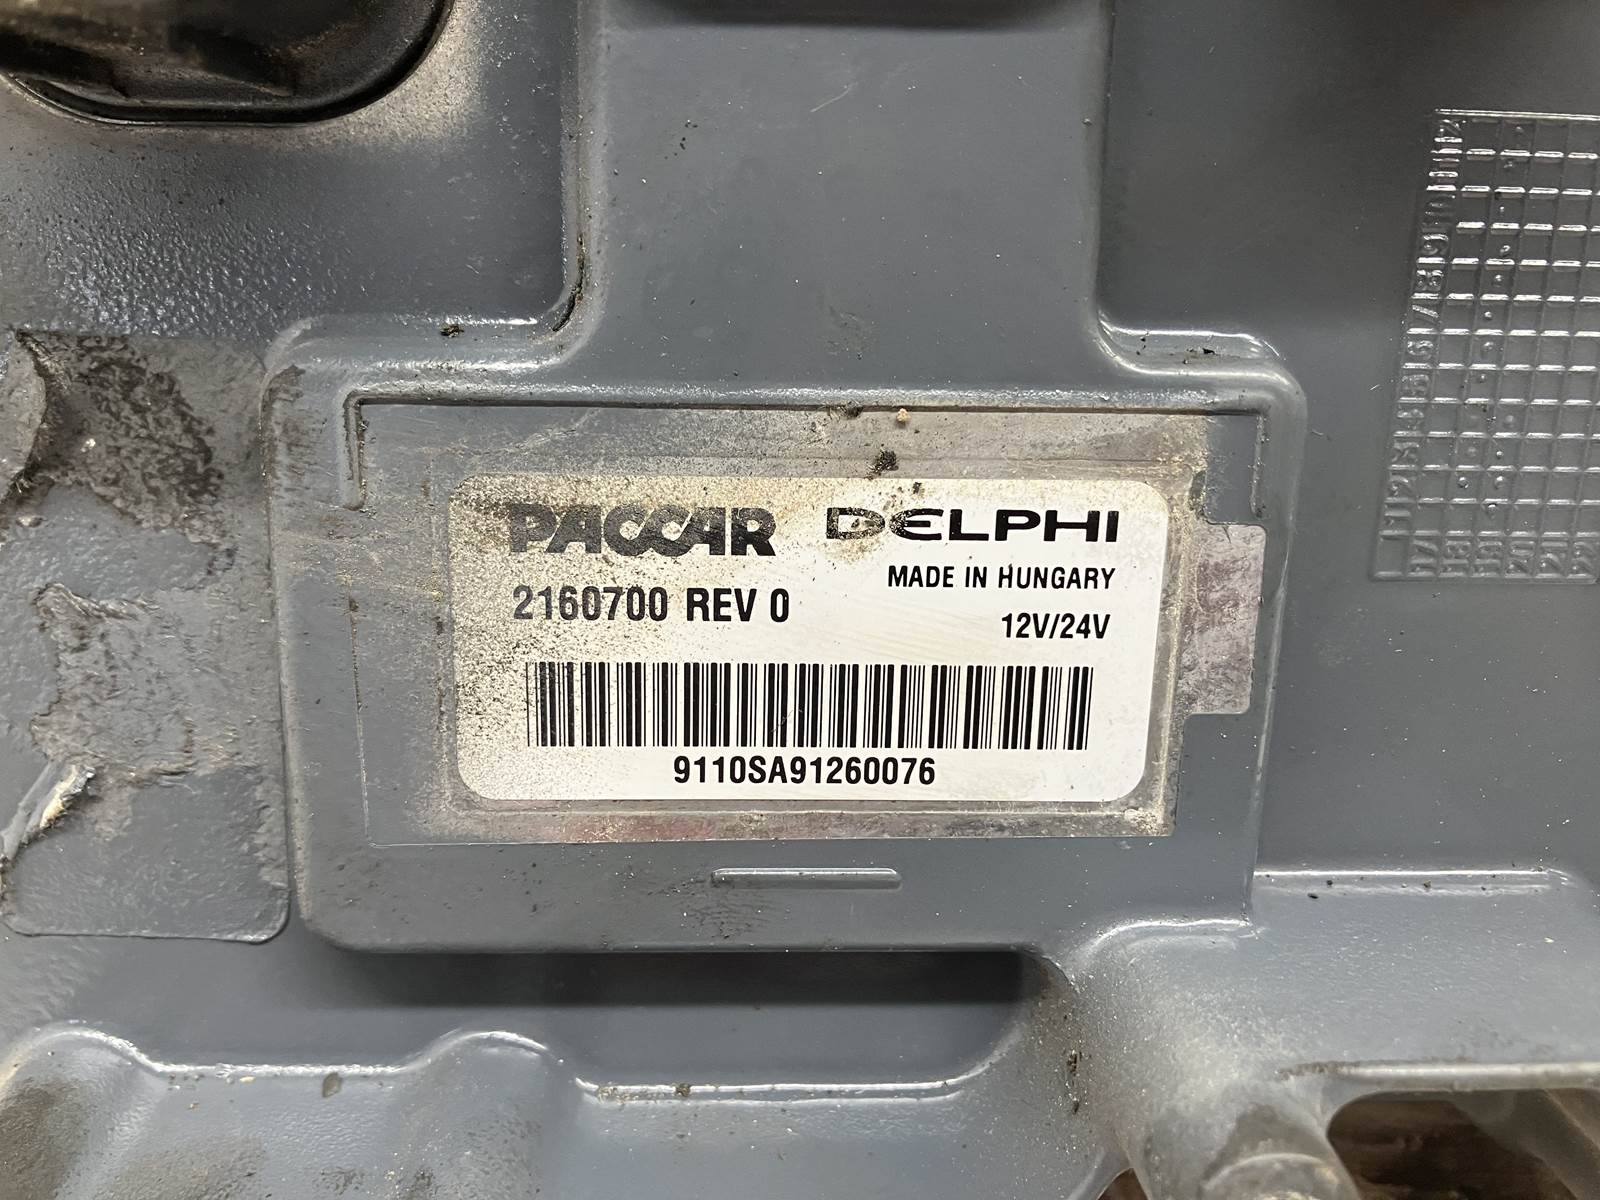 PACCAR DELPHI
MADE IN HUNGARY
2160700 REV 0
12V/24V
9110SA91260076